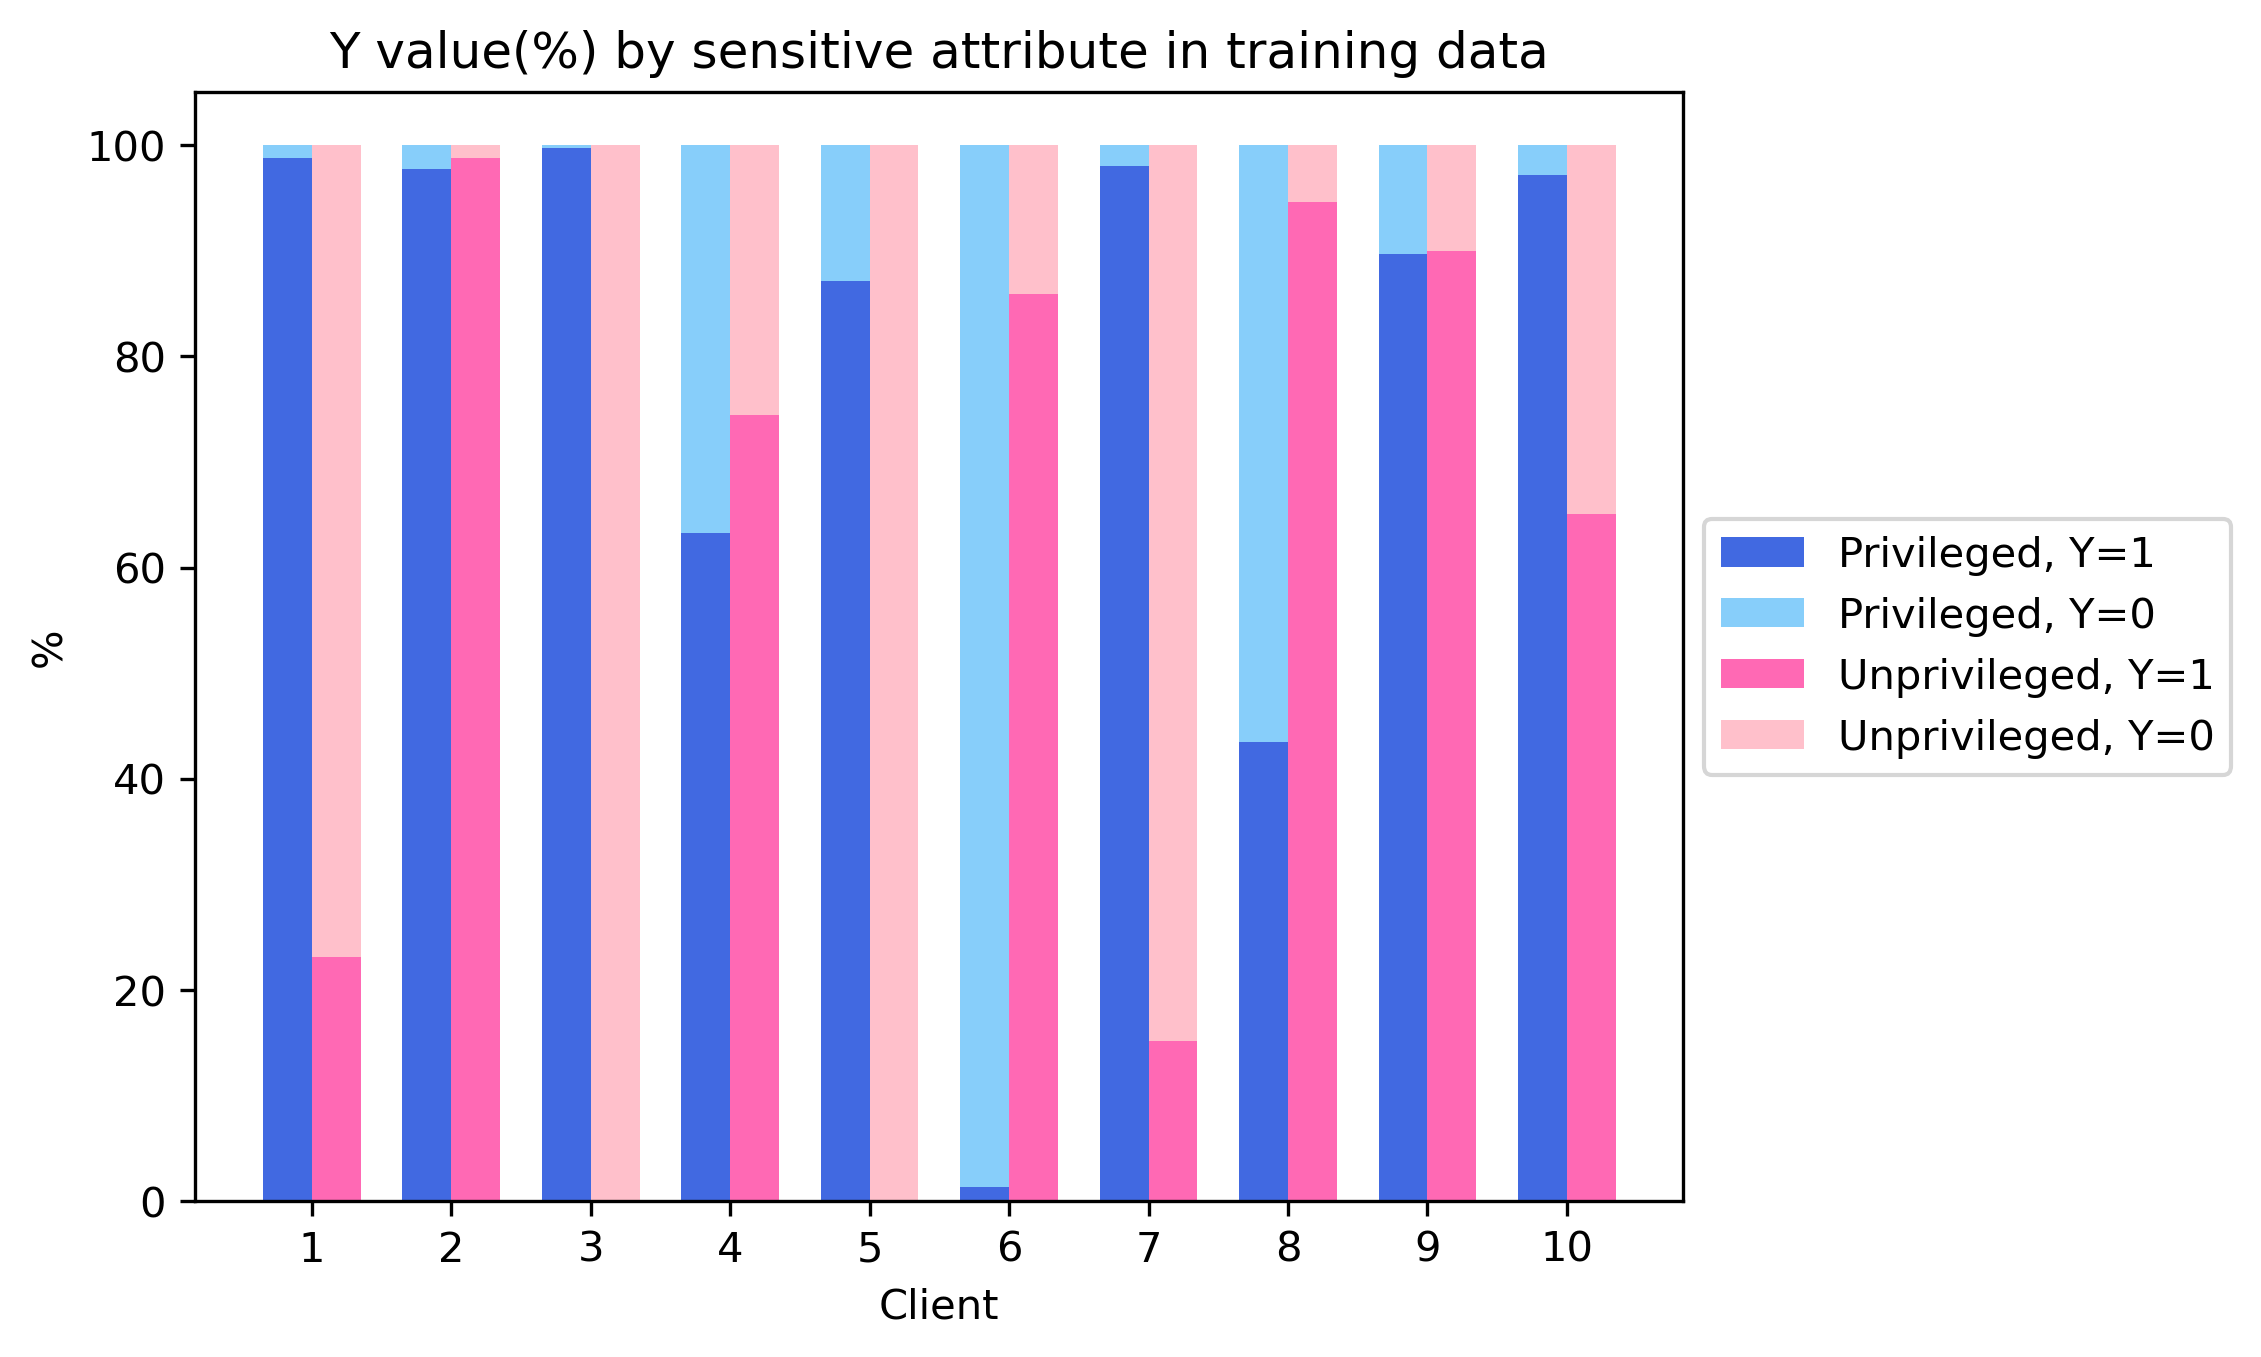 Y value(%) by sensitive attribute in training data
100
80
60
40
20
0
%
1 2 3 4 5 6 7 8 9 10
Client
Privileged, Y=1
Privileged, Y=0
Unprivileged, Y=1
Unprivileged, Y=0